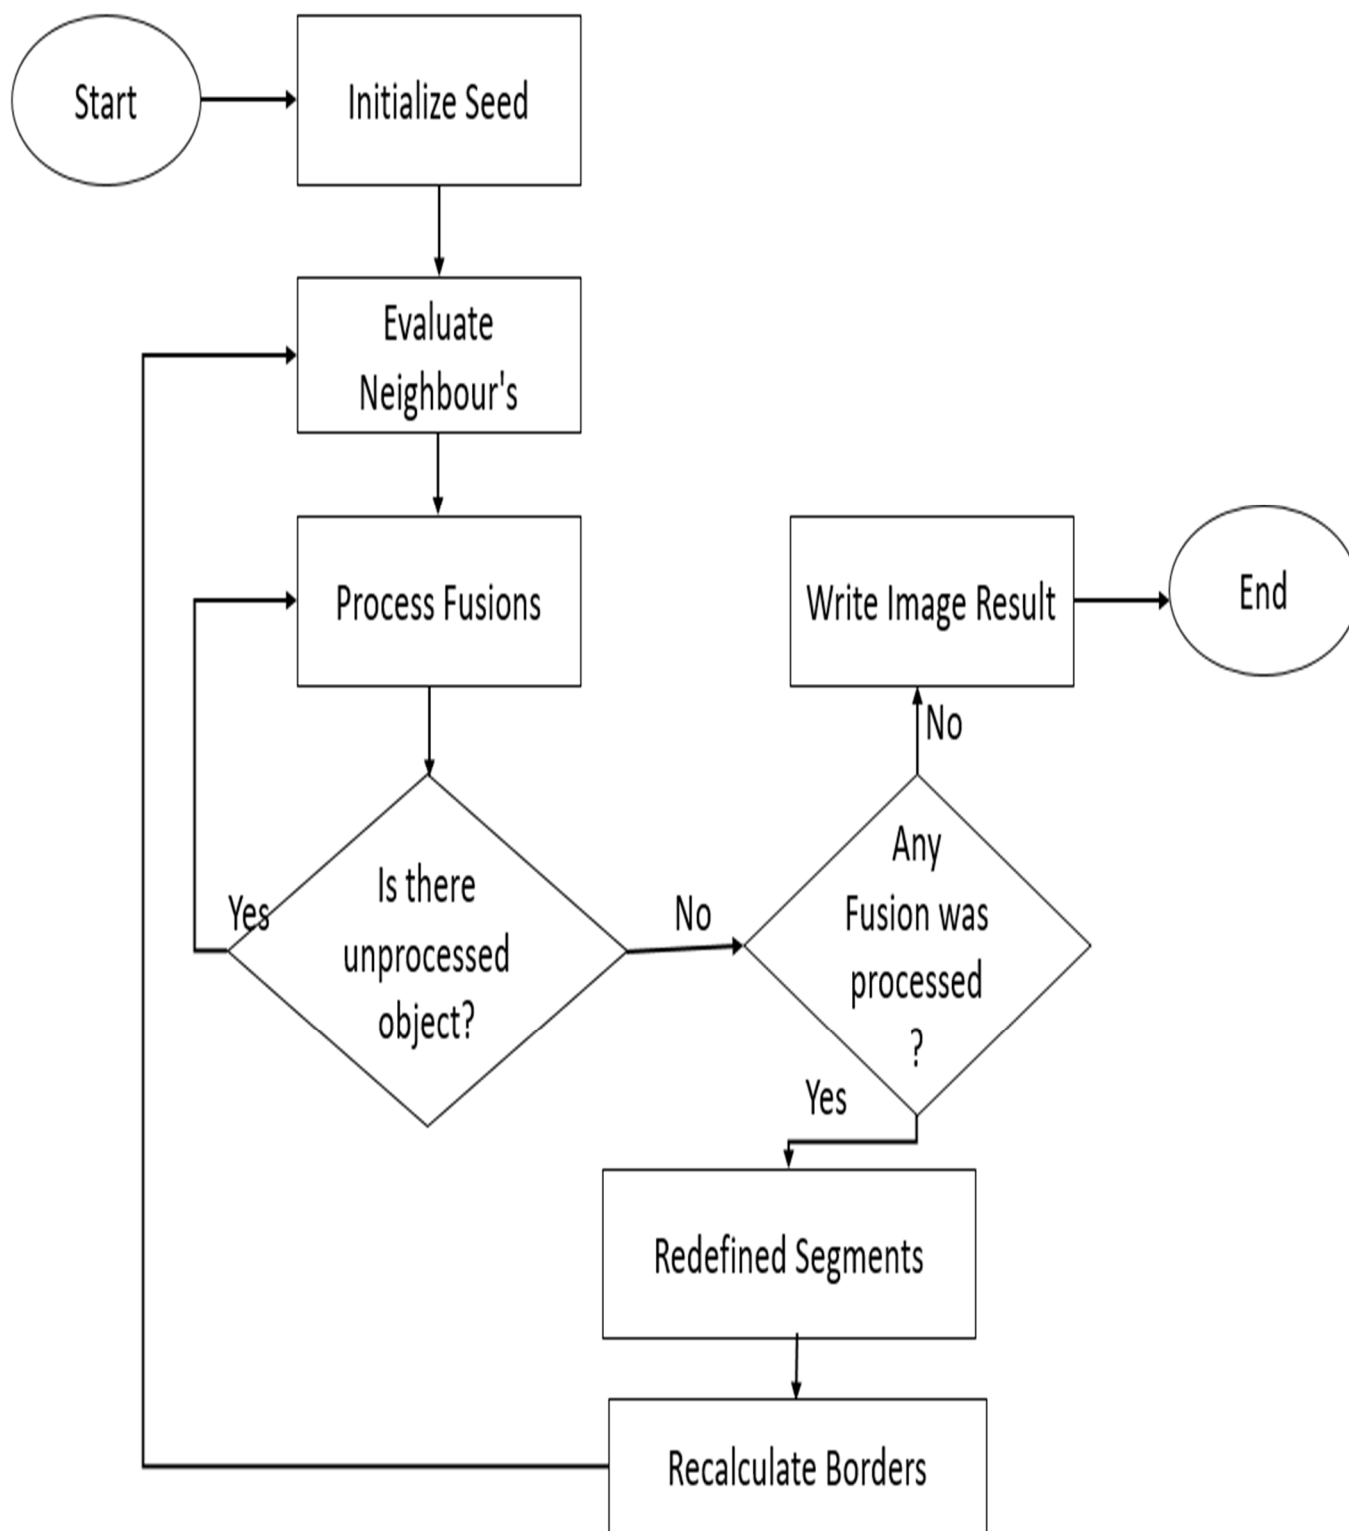 Start
Initialize Seed
Evaluate
Neighbour's
Process Fusions
Write Image Result
End
No
Is there
unprocessed
object?
Yes
No
Any
Fusion was
processed
?
Yes
Redefined Segments
Recalculate Borders